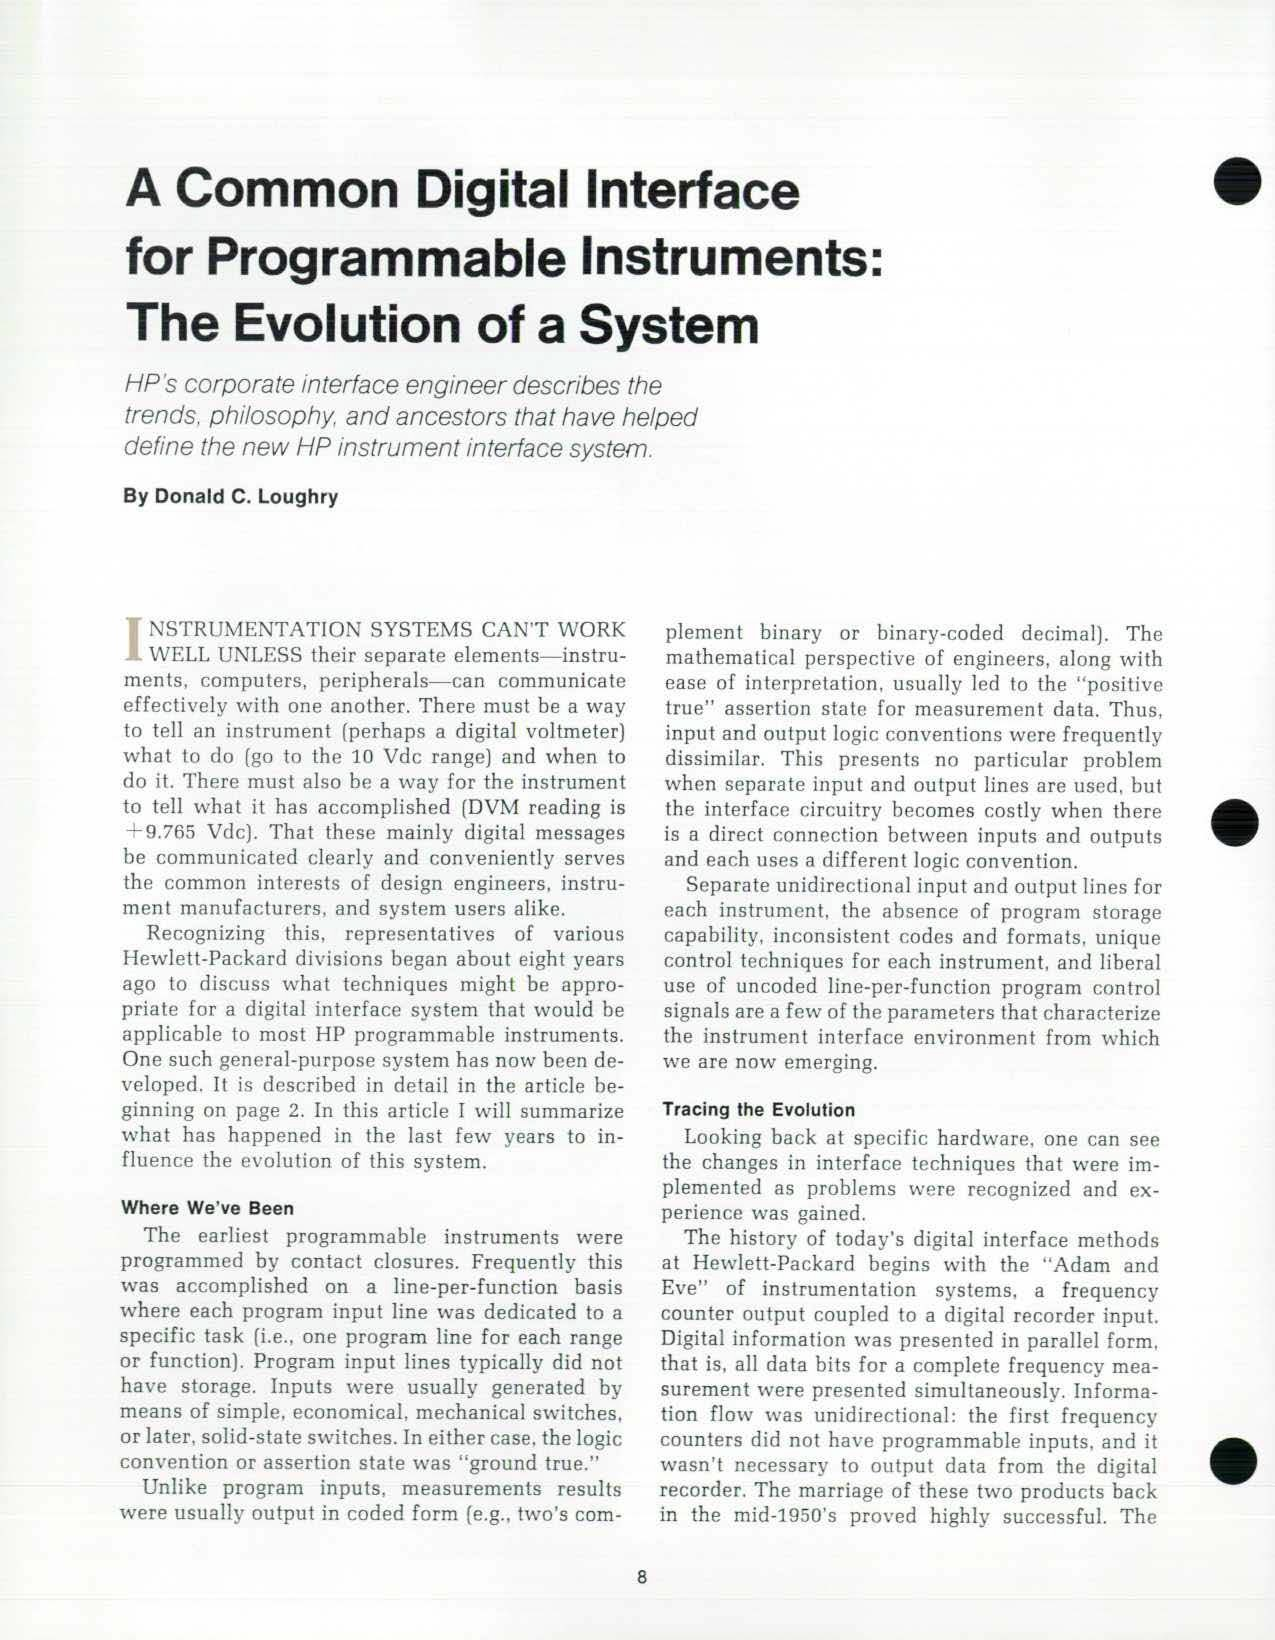 A Common Digital Interface
for Programmable Instruments:
The Evolution of a System
HP's corporate interface engineer describes the
trends, philosophy, and ancestors that have helped
define the new HP instrument interface system.
By Donald C. Loughry
INSTRUMENTATION SYSTEMS CAN'T WORK
WELL UNLESS their separate elements—instru-
ments, computers, peripherals—can communicate
effectively with one another. There must be a way
to tell an instrument (perhaps a digital voltmeter)
what to do (go to the 10 Vdc range) and when to
do it. There must also be a way for the instrument
to tell what it has accomplished (DVM reading is
+9.765 Vdc). That these mainly digital messages
be communicated clearly and conveniently serves
the common interests of design engineers, instru-
ment manufacturers, and system users alike.
Recognizing this, representatives of various
Hewlett-Packard divisions began about eight years
ago to discuss what techniques might be appro-
priate for a digital interface system that would be
applicable to most HP programmable instruments.
One such general-purpose system has now been de-
veloped. It is described in detail in the article be-
ginning on page 2. In this article I will summarize
what has happened in the last few years to in-
fluence the evolution of this system.
Where We've Been
The earliest programmable instruments were
programmed by contact closures. Frequently this
was accomplished on a line-per-function basis
where each program input line was dedicated to a
specific task (i.e., one program line for each range
or function). Program input lines typically did not
have storage. Inputs were usually generated by
means of simple, economical, mechanical switches,
or later, solid-state switches. In either case, the logic
convention or assertion state was "ground true."
Unlike program inputs, measurements results
were usually output in coded form (e.g., two's com-
plement binary or binary-coded decimal). The
mathematical perspective of engineers, along with
ease of interpretation, usually led to the "positive
true" assertion state for measurement data. Thus,
input and output logic conventions were frequently
dissimilar. This presents no particular problem
when separate input and output lines are used, but
the interface circuitry becomes costly when there
is a direct connection between inputs and outputs
and each uses a different logic convention.
Separate unidirectional input and output lines for
each instrument, the absence of program storage
capability, inconsistent codes and formats, unique
control techniques for each instrument, and liberal
use of uncoded line-per-function program control
signals are a few of the parameters that characterize
the instrument interface environment from which
we are now emerging.
Tracing the Evolution
Looking back at specific hardware, one can see
the changes in interface techniques that were im-
plemented as problems were recognized and ex-
perience was gained.
The history of today's digital interface methods
at Hewlett-Packard begins with the "Adam and
Eve" of instrumentation systems, a frequency
counter output coupled to a digital recorder input.
Digital information was presented in parallel form,
that is, all data bits for a complete frequency mea-
surement were presented simultaneously. Informa-
tion flow was unidirectional: the first frequency
counters did not have programmable inputs, and it
wasn't necessary to output data from the digital
recorder. The marriage of these two products back
in the mid-1950's proved highly successful. The
8